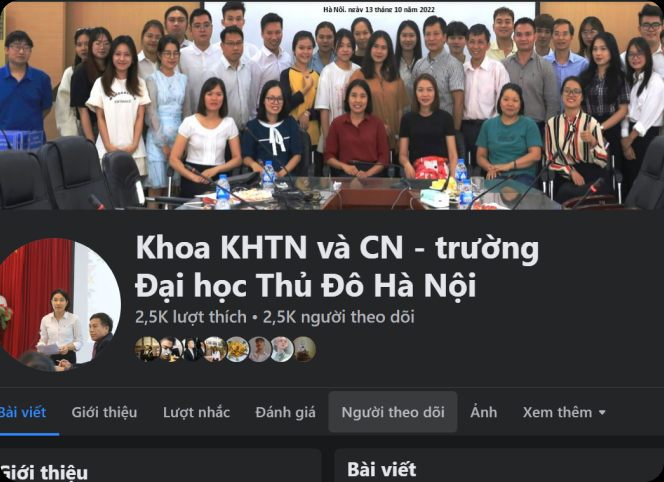 Hà Nội, ngày 13 tháng 10 năm 2022
Khoa KHTN và CN - trường
Đại học Thủ Đô Hà Nội
2,5K lượt thích • 2,5K người theo dõi
Bài viết Giới thiệu Lượt nhắc Đánh giá Người theo dõi Ảnh Xem thêm
Giới thiệu Bài viết